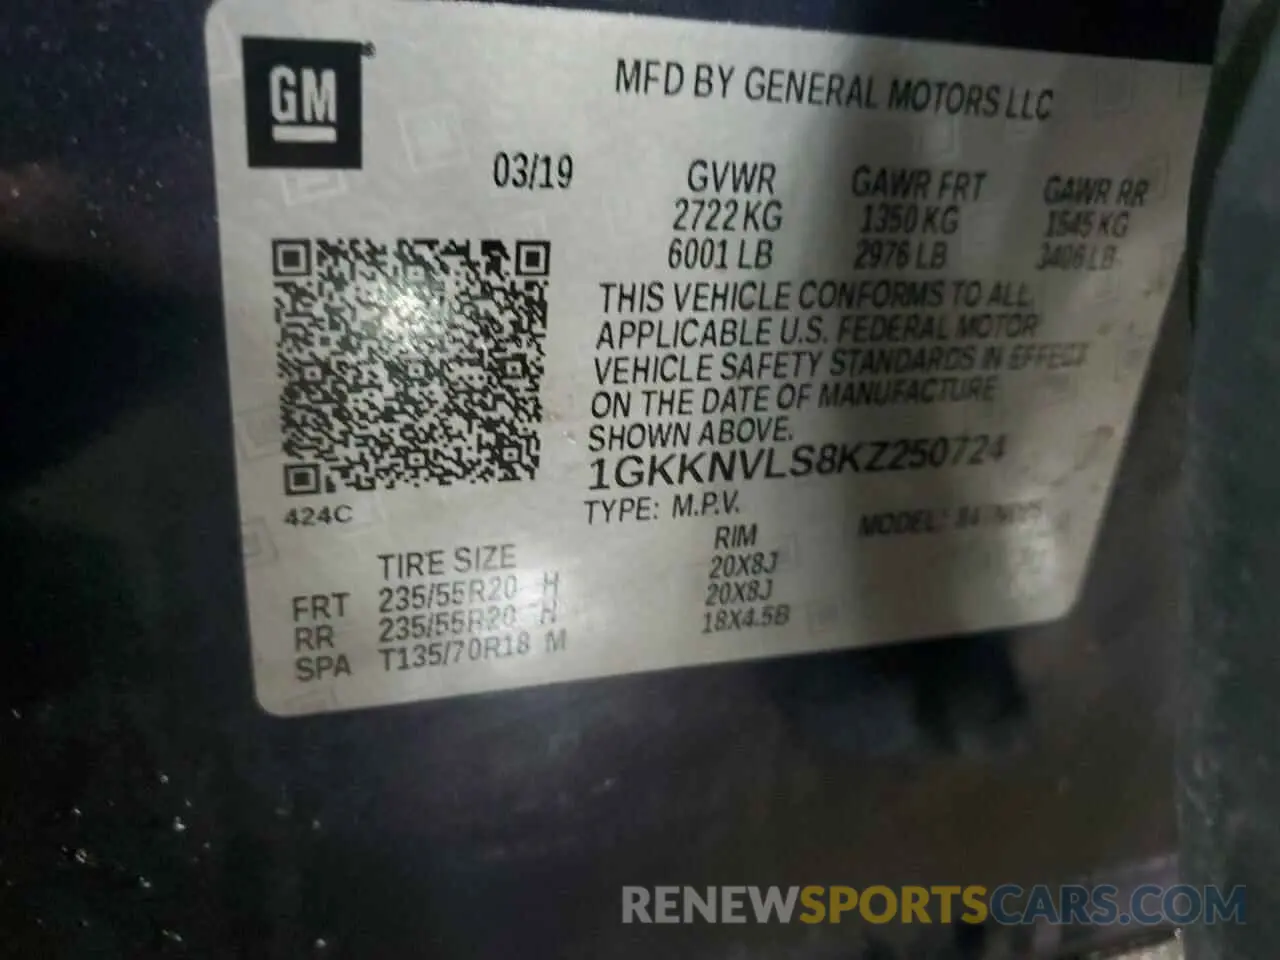 GM
MFD BY GENERAL MOTORS LLC
03/19
GVWR GAWR FRT GAWR RR
2722 KG 1350 KG 1545 KG
6001 LB 2976 LB 3406 LB
THIS VEHICLE CONFORMS TO ALL
APPLICABLE U.S. FEDERAL MOTOR
VEHICLE SAFETY STANDARDS IN EFFECT
ON THE DATE OF MANUFACTURE
SHOWN ABOVE.
1GKKNVLS8KZ250724
424C
TYPE: M.P.V. MODEL:
TIRE SIZE RIM
FRT 235/55R20 H 20X8J
RR 235/55R20 H 20X8J
SPA T135/70R18 M 18X4.5B
RENEWSPORTSCARS.COM